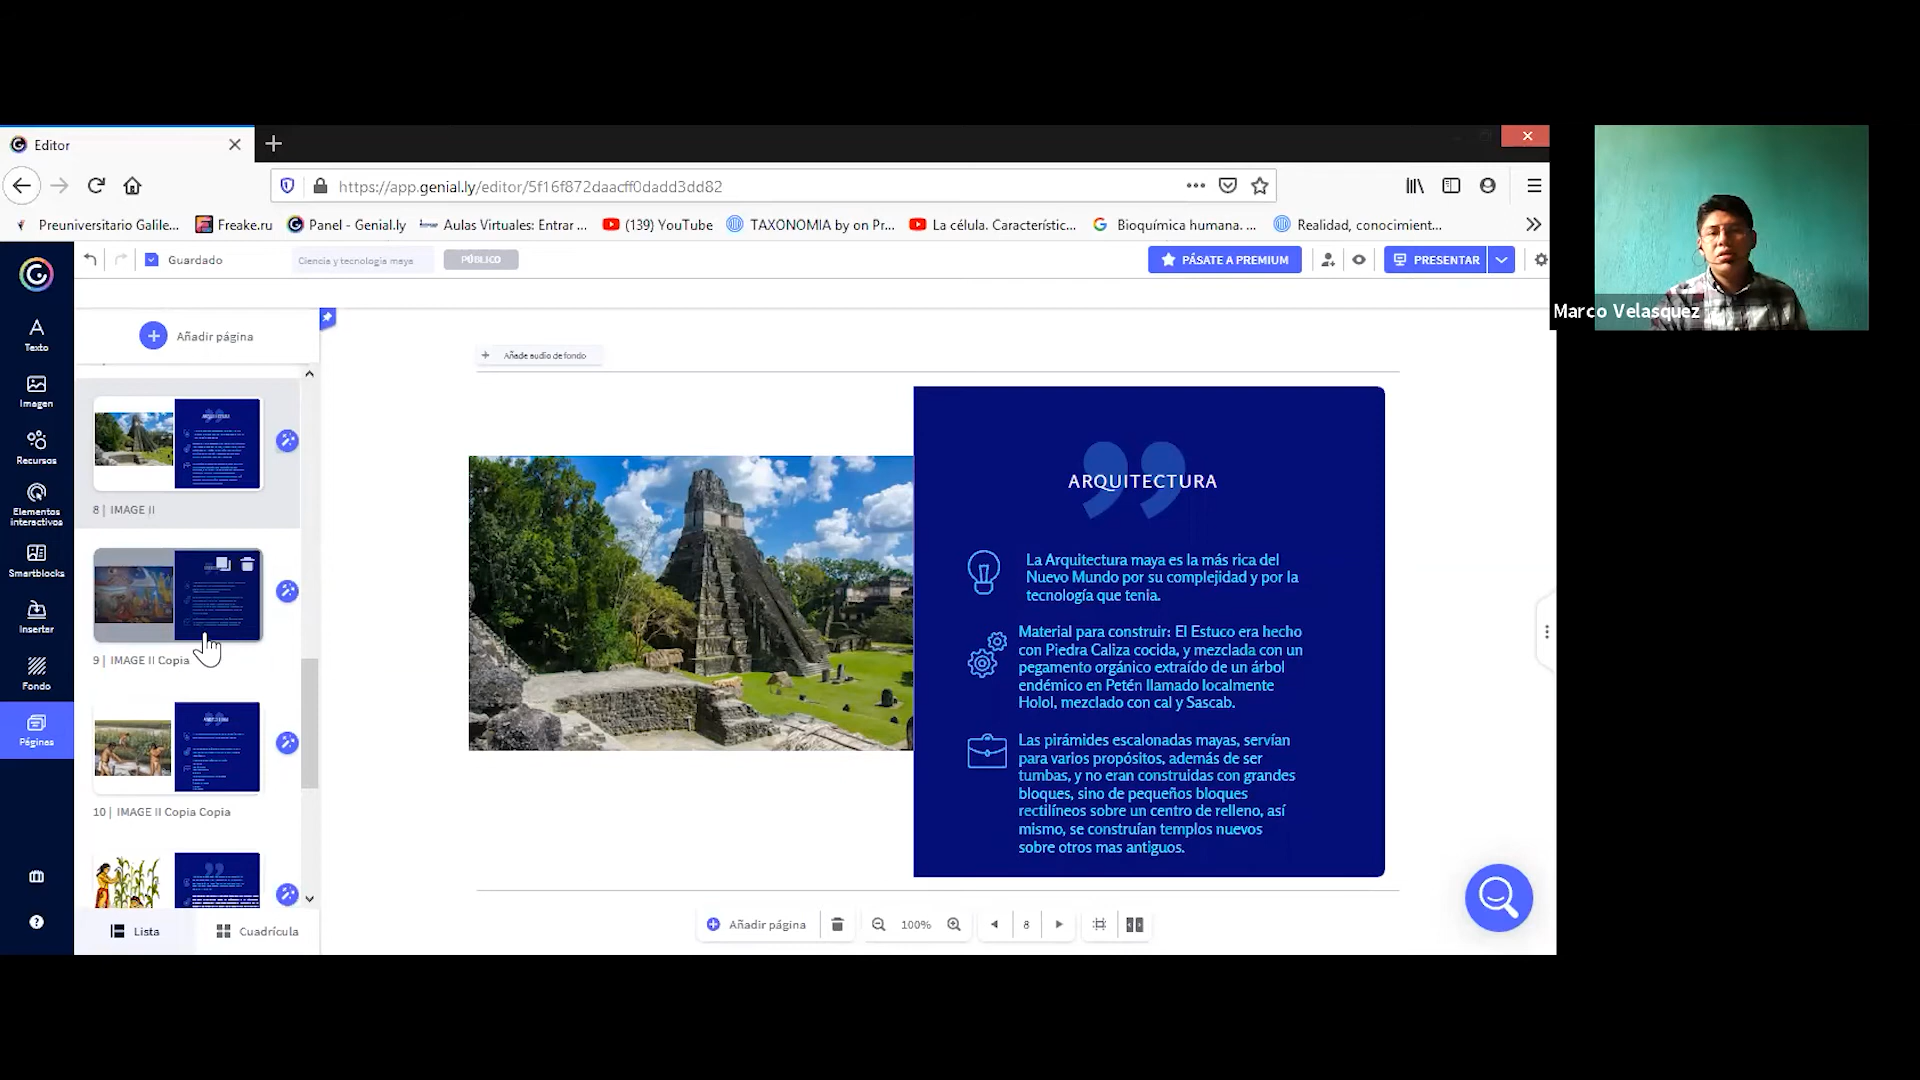 Editor
https://app.genial.ly/editor/5f16f872daacff0dadd3dd82
Preuniversitario Galile...
Freake.ru
Panel - Genial.ly
Aulas Virtuales: Entrar ...
(139) YouTube
TAXONOMIA by on Pr...
La célula. Característic...
Bioquímica humana. ...
Realidad, conocimient...
Guardado
Ciencia y tecnologia maya
PÚBLICO
PÁSATE A PREMIUM
PRESENTAR
Marco Velasquez
Texto
Imagen
Recursos
Elementos
interactivos
Smartblocks
Insertar
Fondo
Páginas
Añadir página
8 | IMAGE II
9 | IMAGE II Copia
10 | IMAGE II Copia Copia
Lista
Cuadrícula
Añade audio de fondo
ARQUITECTURA
La Arquitectura maya es la más rica del
Nuevo Mundo por su complejidad y por la
tecnología que tenia.
Material para construir: El Estuco era hecho
con Piedra Caliza cocida, y mezclada con un
pegamento orgánico extraído de un árbol
endémico en Petén llamado localmente
Holol, mezclado con cal y Sascab.
Las pirámides escalonadas mayas, servían
para varios propósitos, además de ser
tumbas, y no eran construidas con grandes
bloques, sino de pequeños bloques
rectilíneos sobre un centro de relleno, así
mismo, se construían templos nuevos
sobre otros mas antiguos.
Añadir página
100%
8